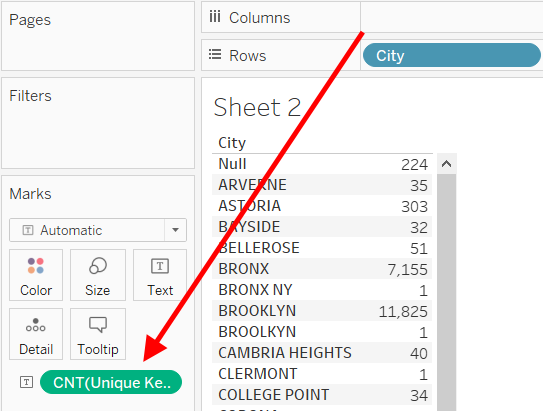 Pages
Columns
Rows
City
Filters
Sheet 2
City
Null 224
ARVERNE 35
ASTORIA 303
BAYSIDE 32
BELLEROSE 51
BRONX 7,155
BRONX NY 1
BROOKLYN 11,825
BROOLKYN 1
CAMBRIA HEIGHTS 40
CLERMONT 1
COLLEGE POINT 34
Marks
Automatic
Color Size Text
Detail Tooltip
CNT(Unique Ke..